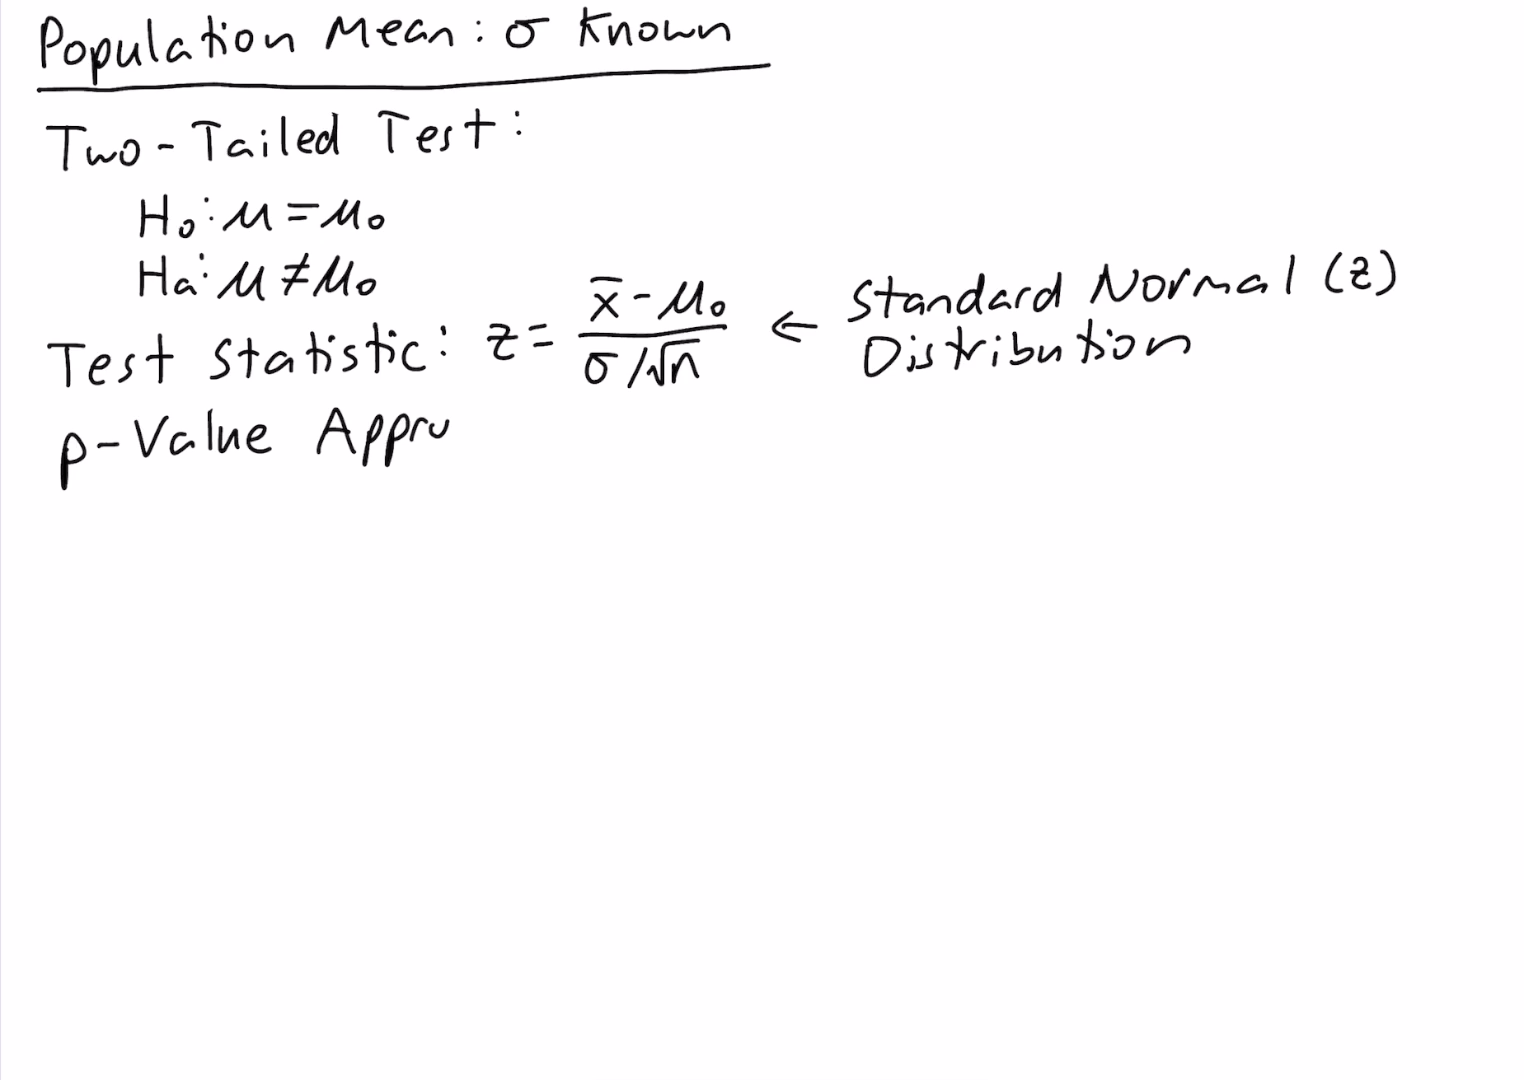 Population Mean: σ Known
Two-Tailed Test:
H₀: μ = μ₀
Ha: μ ≠ μ₀
Test Statistic: z = (x̄ - μ₀) / (σ/√n) ← Standard Normal (z)
Distribution
p-Value Appro